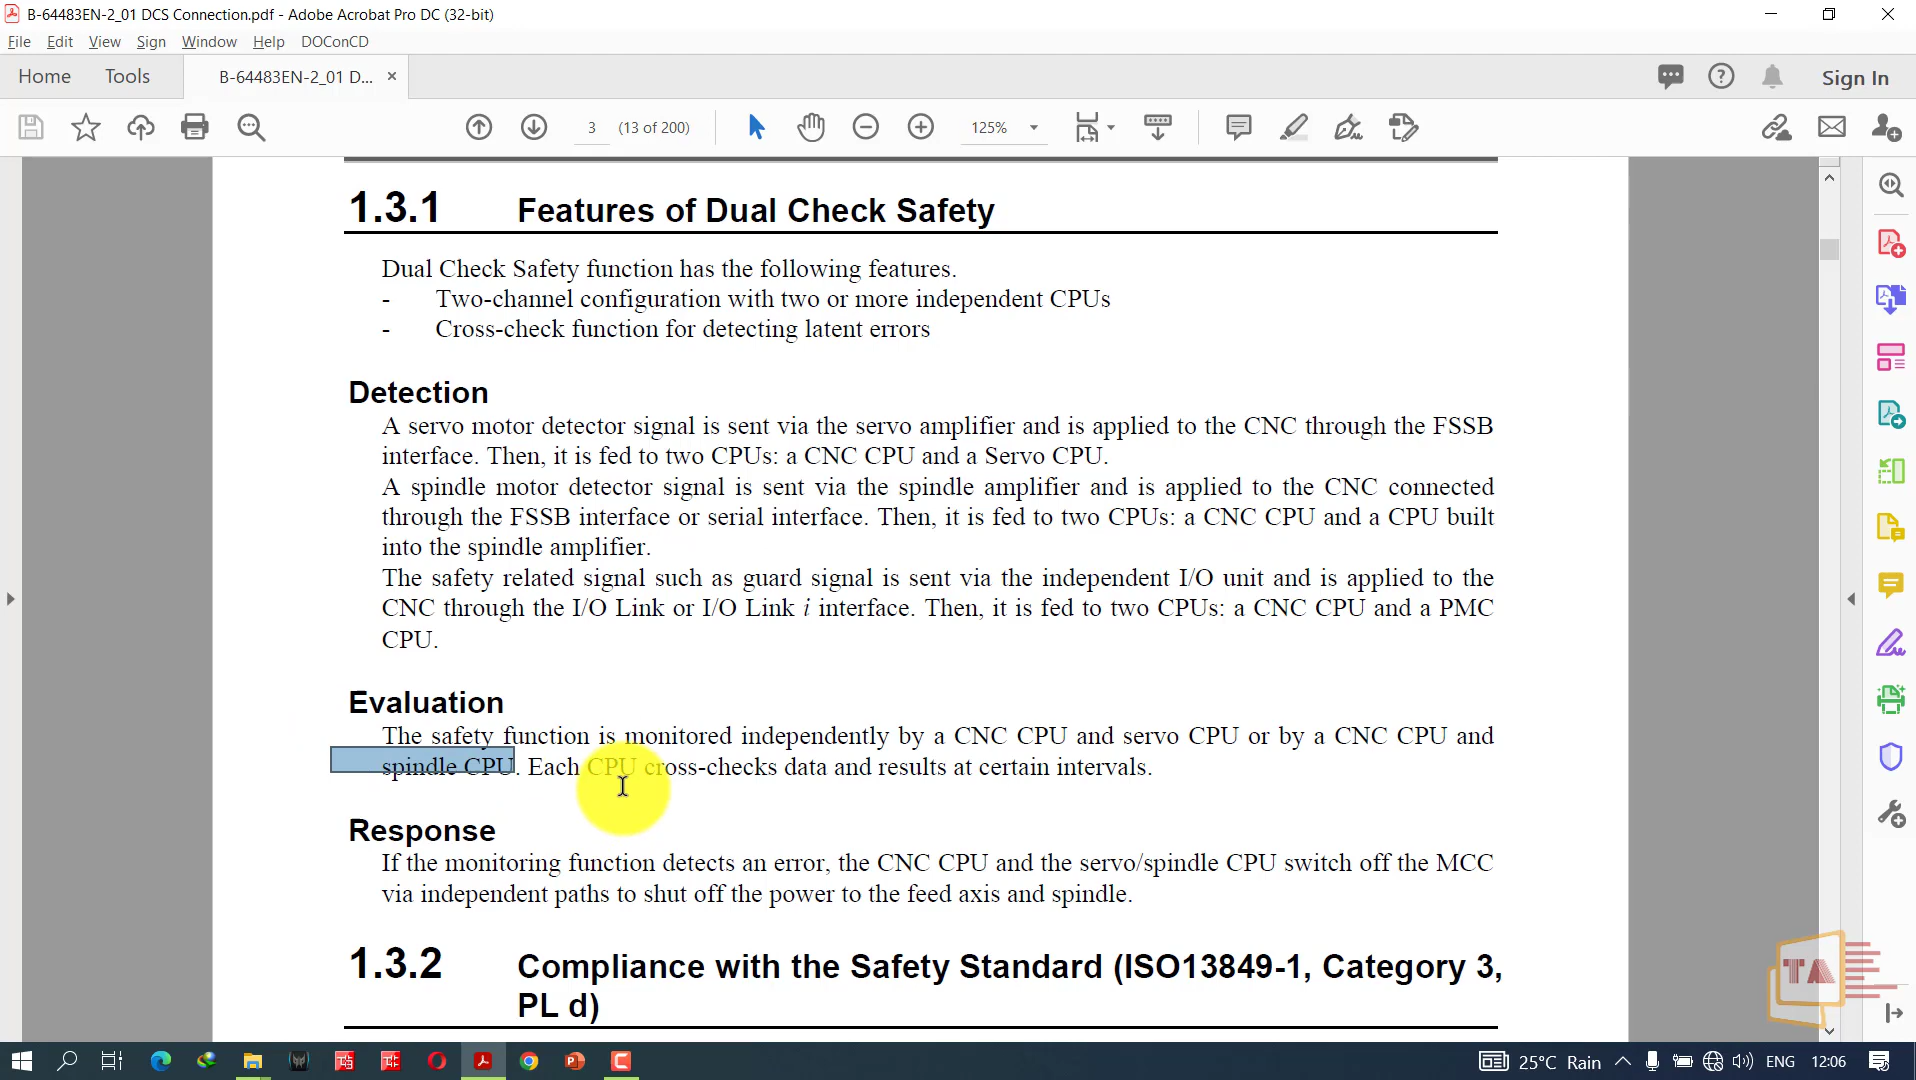 B-64483EN-2_01 DCS Connection.pdf - Adobe Acrobat Pro DC (32-bit)
File Edit View Sign Window Help DOConCD
Home Tools B-64483EN-2_01 D... × Sign In
3 (13 of 200) 125%
1.3.1 Features of Dual Check Safety
Dual Check Safety function has the following features.
- Two-channel configuration with two or more independent CPUs
- Cross-check function for detecting latent errors
Detection
A servo motor detector signal is sent via the servo amplifier and is applied to the CNC through the FSSB
interface. Then, it is fed to two CPUs: a CNC CPU and a Servo CPU.
A spindle motor detector signal is sent via the spindle amplifier and is applied to the CNC connected
through the FSSB interface or serial interface. Then, it is fed to two CPUs: a CNC CPU and a CPU built
into the spindle amplifier.
The safety related signal such as guard signal is sent via the independent I/O unit and is applied to the
CNC through the I/O Link or I/O Link i interface. Then, it is fed to two CPUs: a CNC CPU and a PMC
CPU.
Evaluation
The safety function is monitored independently by a CNC CPU and servo CPU or by a CNC CPU and
spindle CPU. Each CPU cross-checks data and results at certain intervals.
Response
If the monitoring function detects an error, the CNC CPU and the servo/spindle CPU switch off the MCC
via independent paths to shut off the power to the feed axis and spindle.
1.3.2 Compliance with the Safety Standard (ISO13849-1, Category 3,
PL d)
TA
25°C Rain ENG 12:06